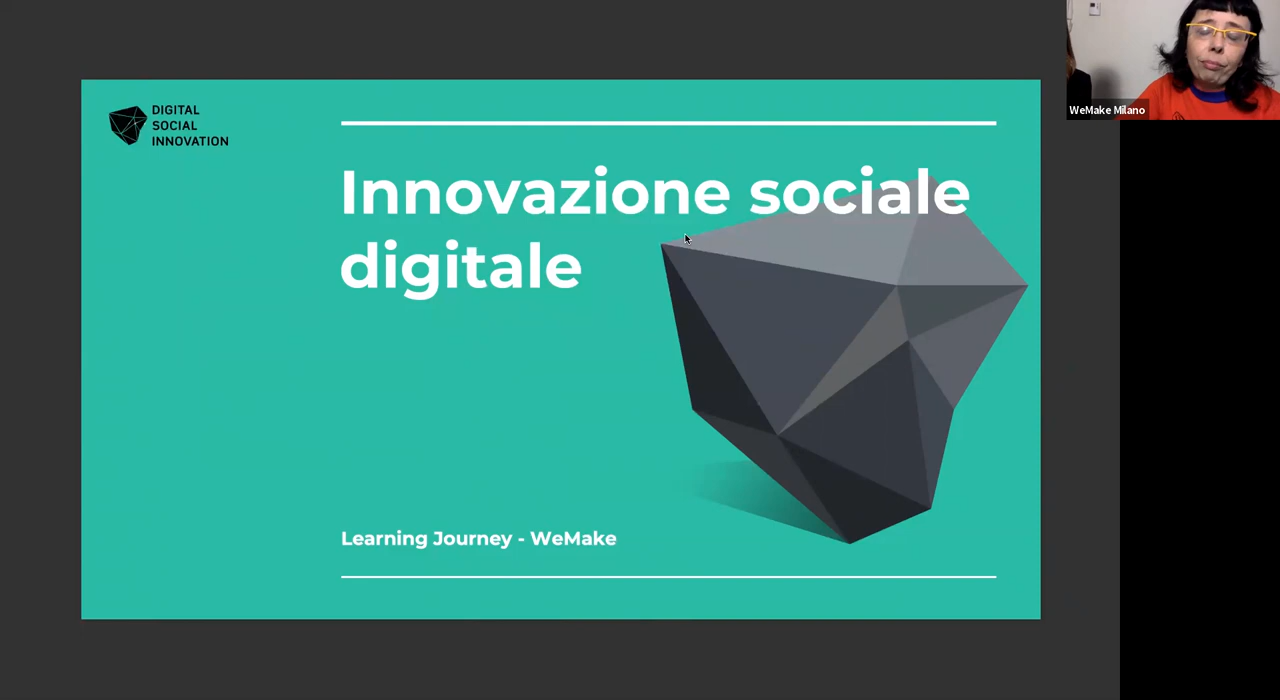 DIGITAL
SOCIAL
INNOVATION
Innovazione sociale
digitale
Learning Journey - WeMake
WeMake Milano